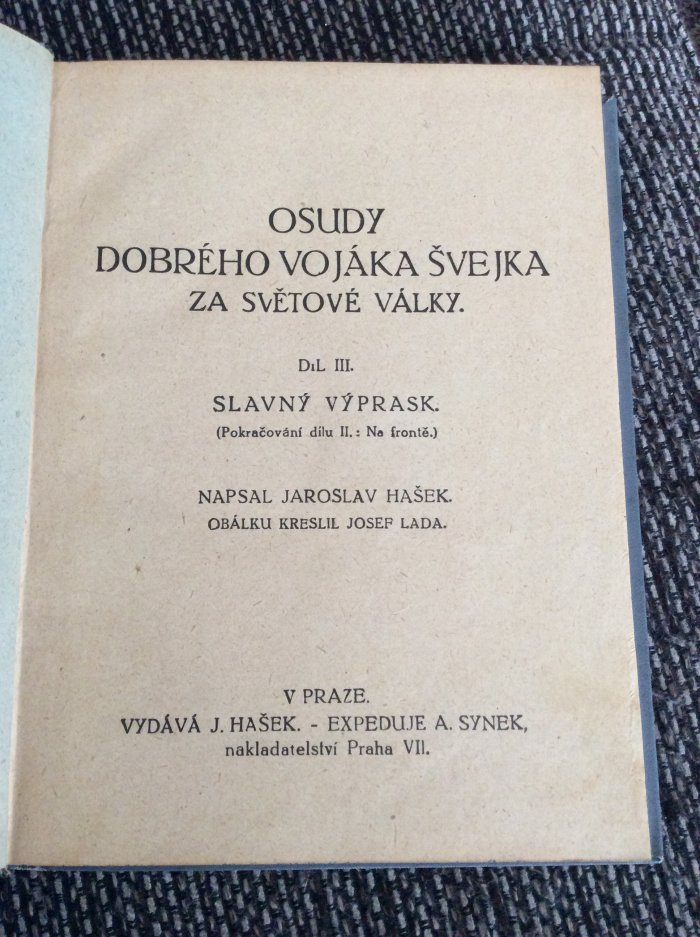 OSUDY
DOBRÉHO VOJÁKA ŠVEJKA
ZA SVĚTOVÉ VÁLKY.
DíL III.
SLAVNÝ VÝPRASK.
(Pokračování dílu II.: Na frontě.)
NAPSAL JAROSLAV HAŠEK.
OBÁLKU KRESLIL JOSEF LADA.
V PRAZE.
VYDÁVÁ J. HAŠEK. - EXPEDUJE A. SYNEK,
nakladatelství Praha VII.